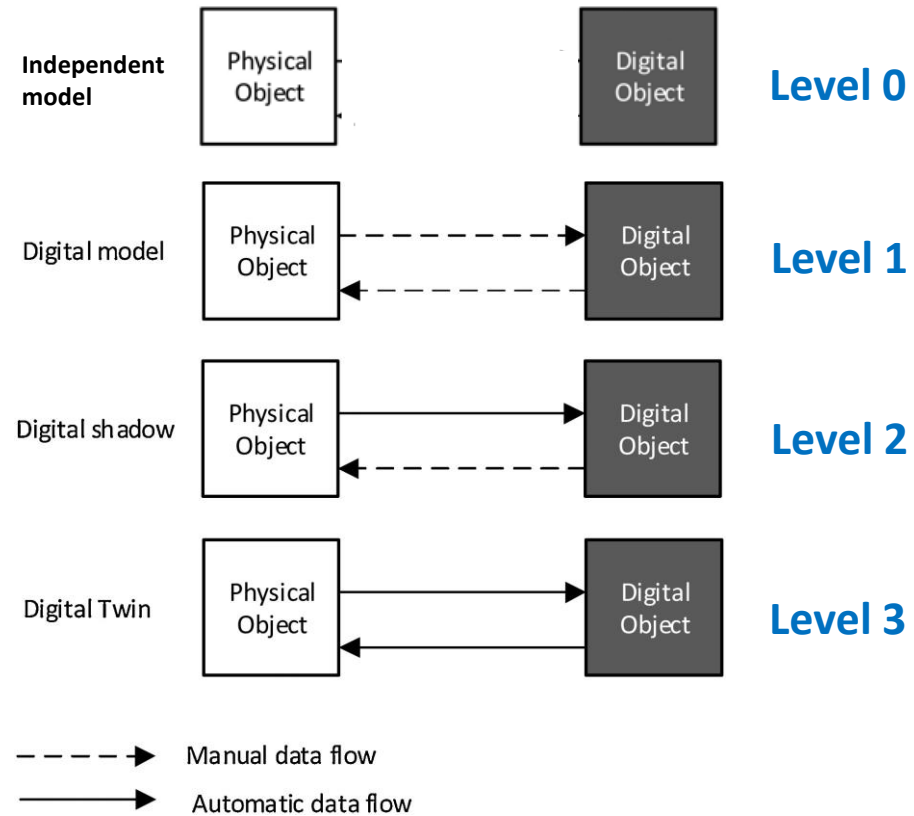 Independent
model
Physical
Object
Digital
Object
Level 0
Digital model
Physical
Object
Digital
Object
Level 1
Digital shadow
Physical
Object
Digital
Object
Level 2
Digital Twin
Physical
Object
Digital
Object
Level 3
Manual data flow
Automatic data flow